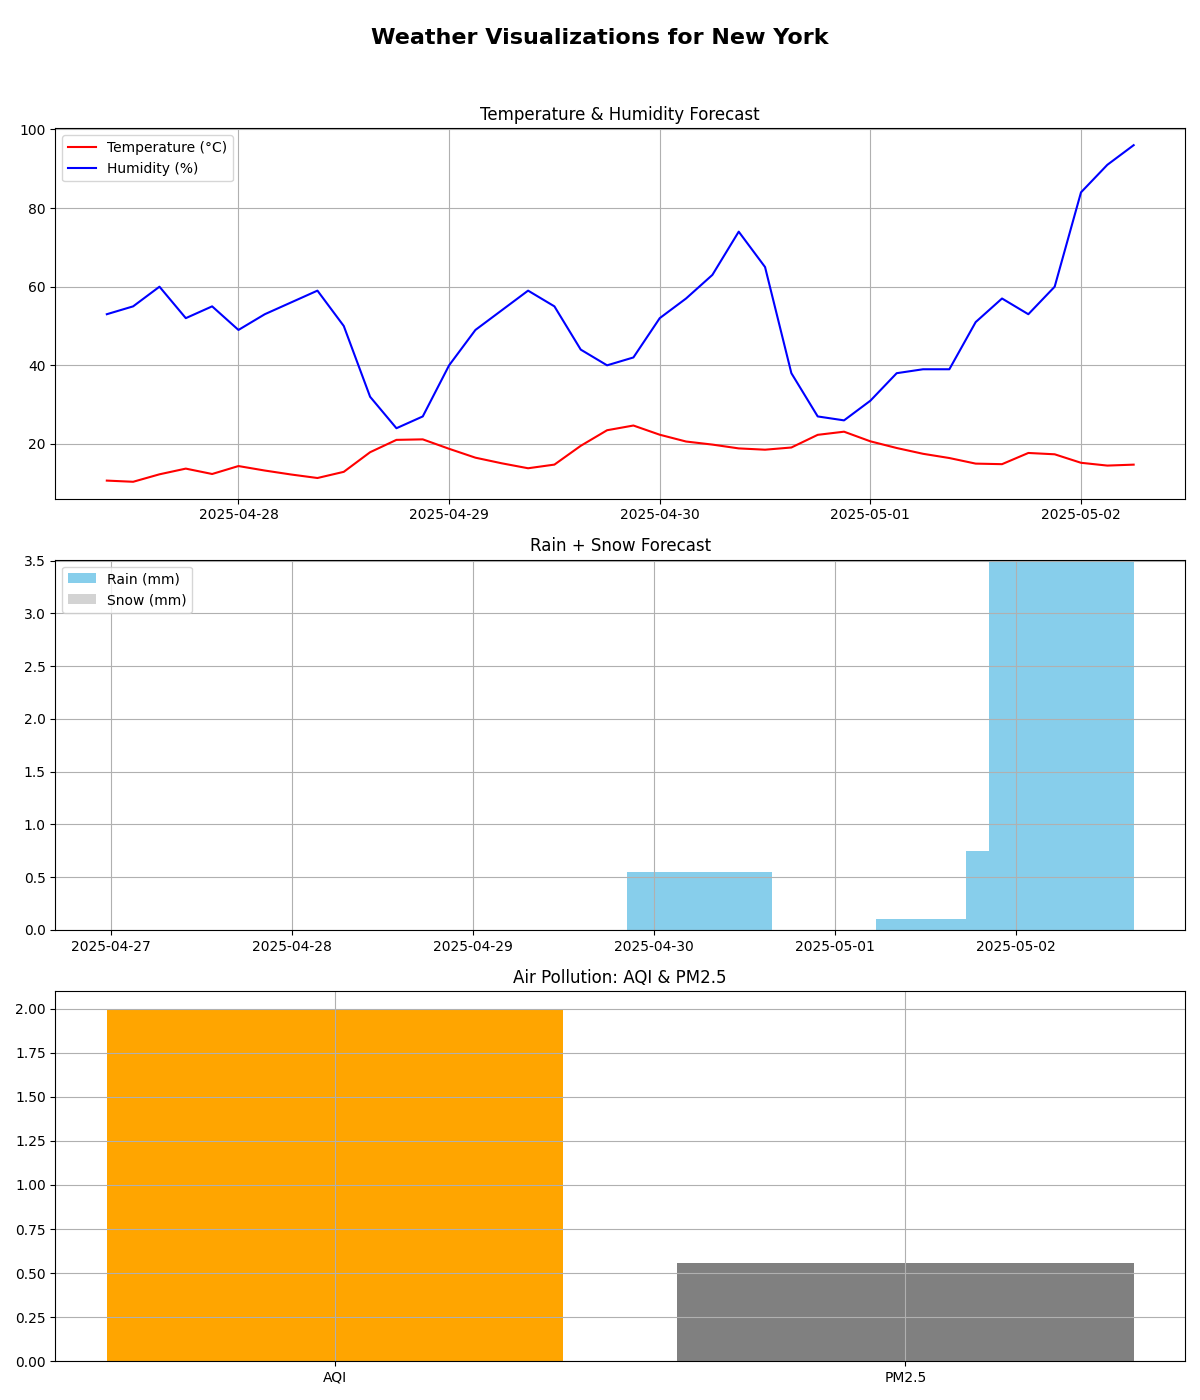 Weather Visualizations for New York
Temperature & Humidity Forecast
100
80
60
40
20
Temperature (°C)
Humidity (%)
2025-04-28 2025-04-29 2025-04-30 2025-05-01 2025-05-02
Rain + Snow Forecast
3.5
3.0
2.5
2.0
1.5
1.0
0.5
0.0
Rain (mm)
Snow (mm)
2025-04-27 2025-04-28 2025-04-29 2025-04-30 2025-05-01 2025-05-02
Air Pollution: AQI & PM2.5
2.00
1.75
1.50
1.25
1.00
0.75
0.50
0.25
0.00
AQI PM2.5